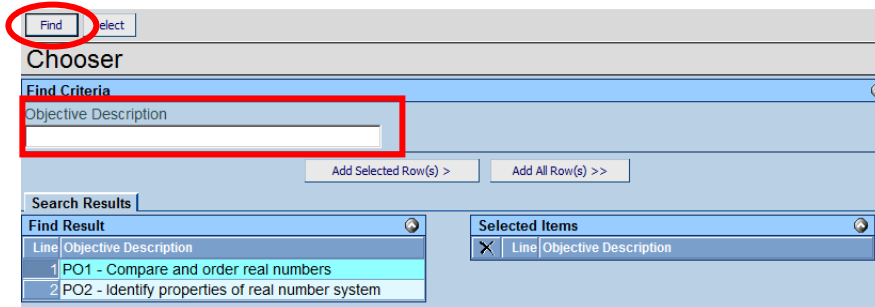 Find Select
Chooser
Find Criteria
Objective Description
Add Selected Row(s) > Add All Row(s) >>
Search Results
Find Result
Line Objective Description
1 PO1 - Compare and order real numbers
2 PO2 - Identify properties of real number system
Selected Items
X Line Objective Description